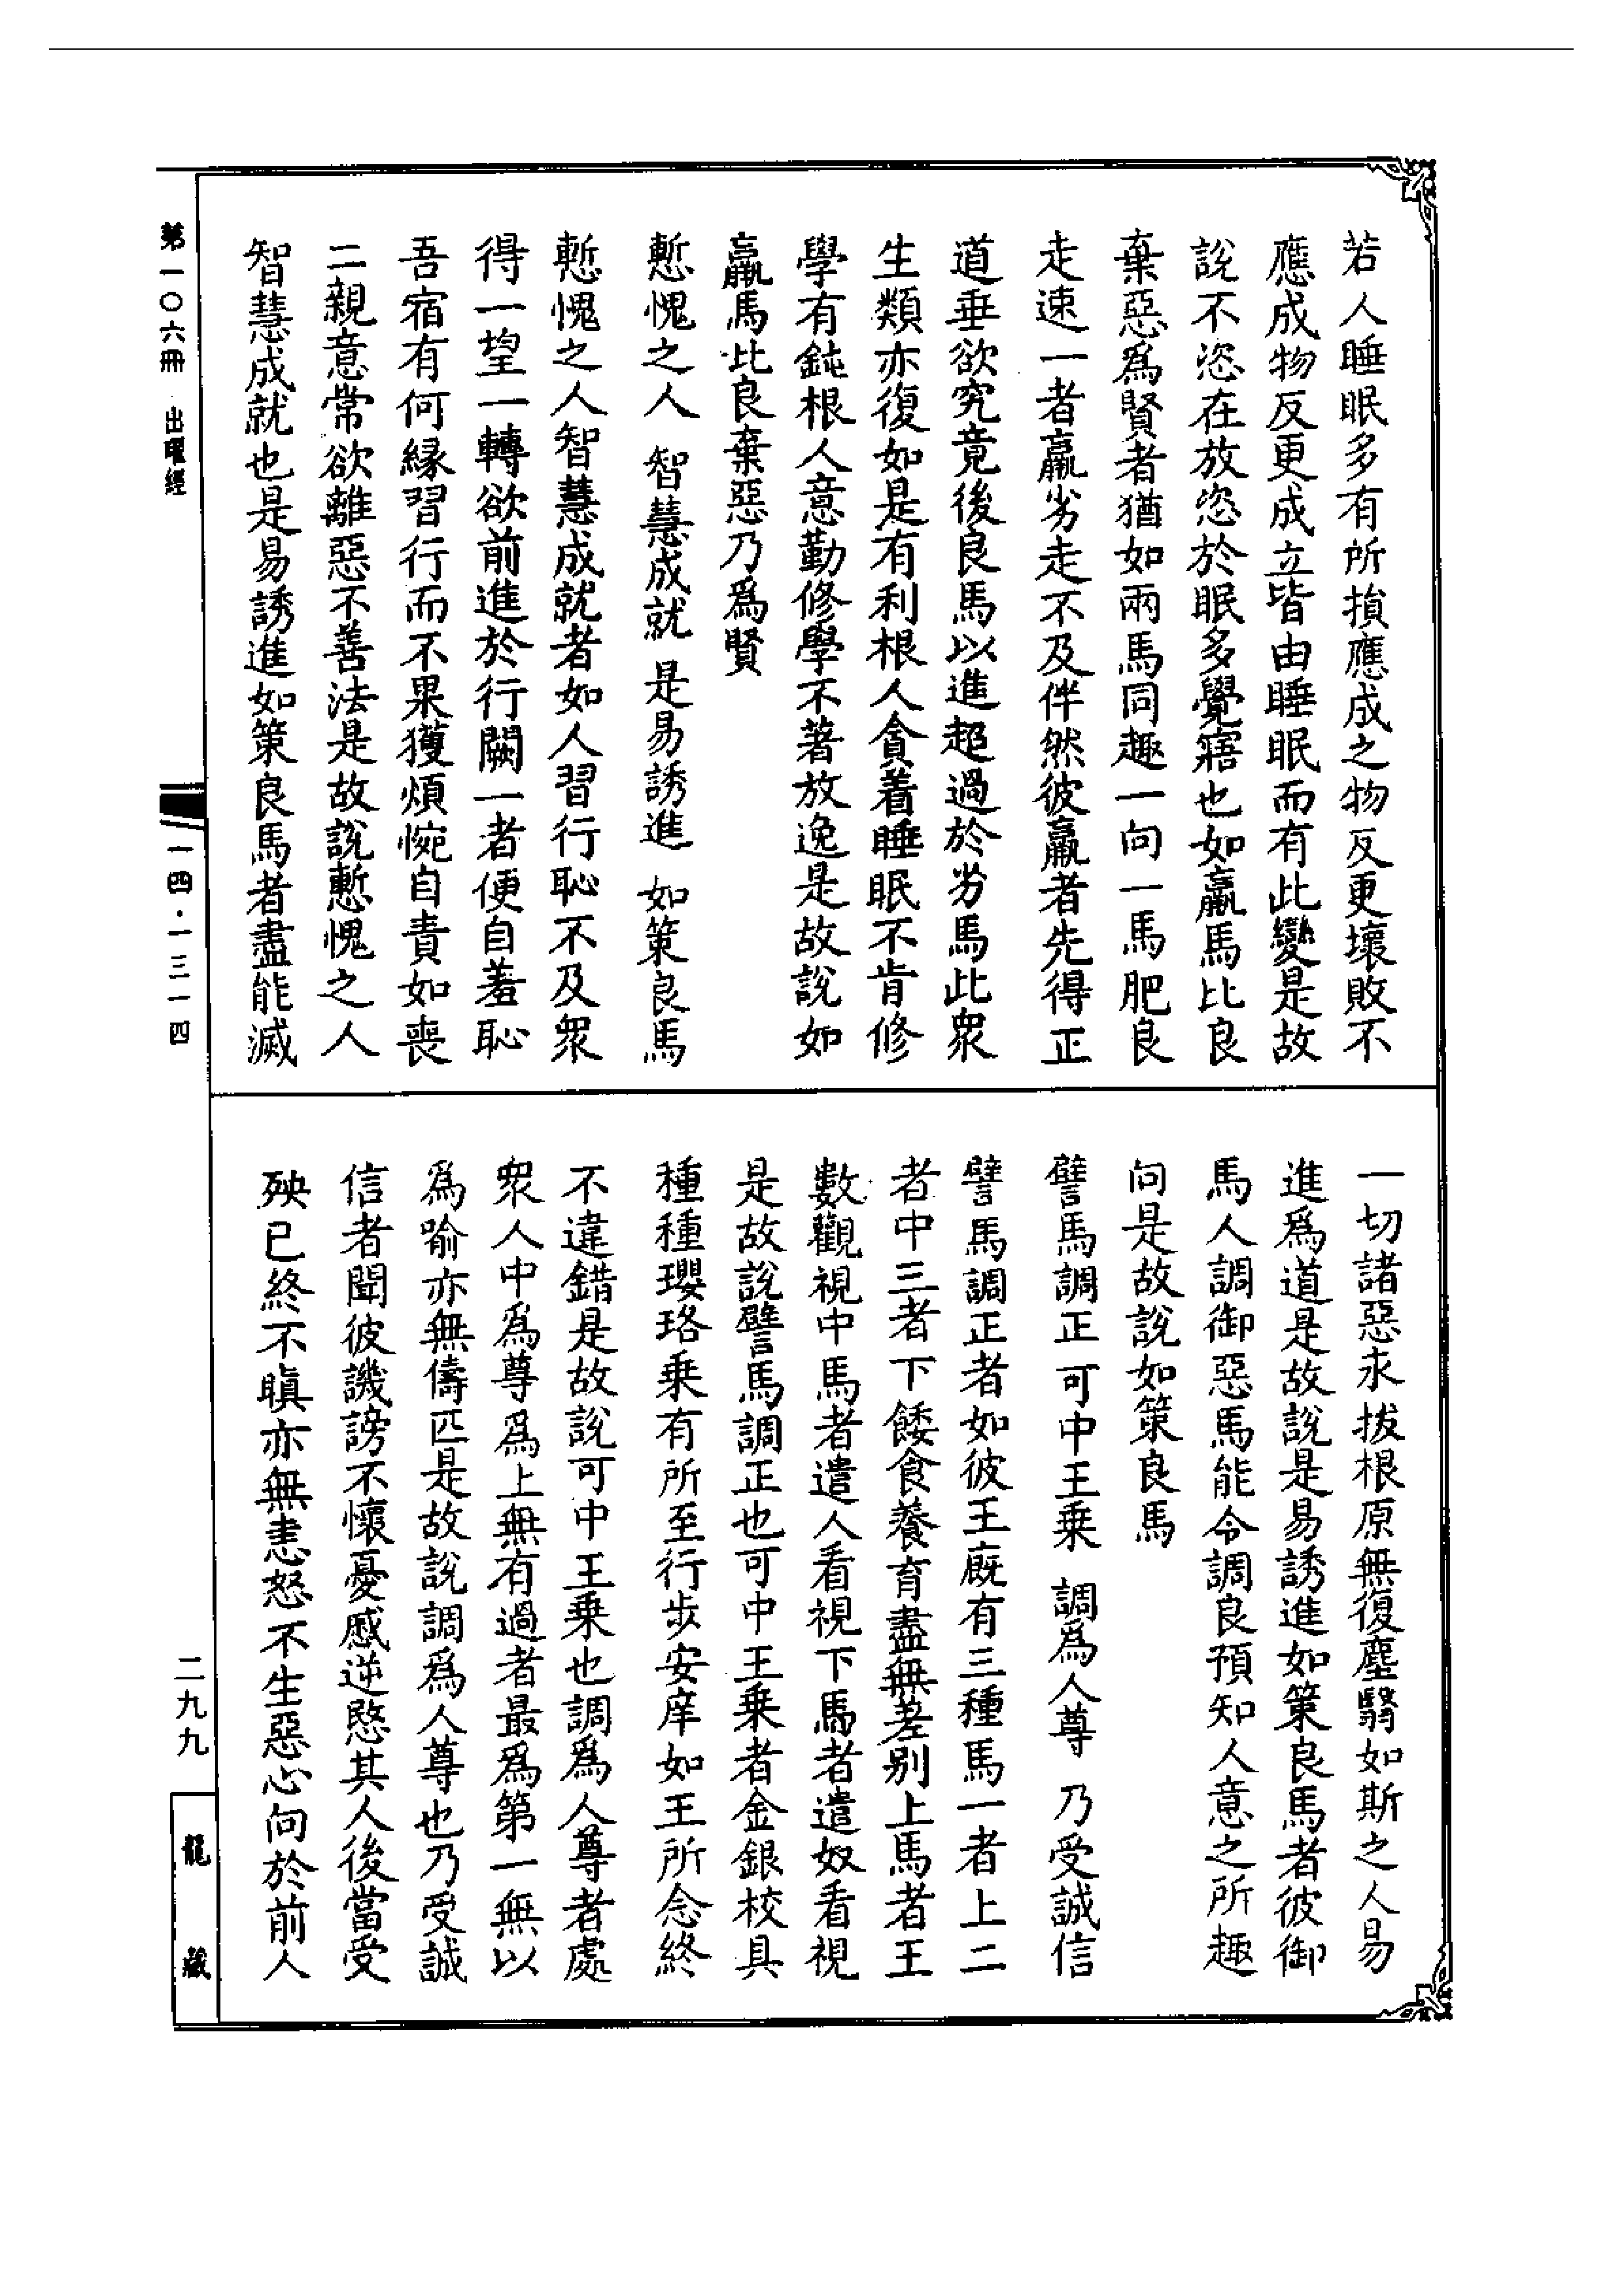 若人睡眠多有所損應成之物反更壞敗不
應成物反更成立皆由睡眠而有此變是故
說不恣在放恣於眠多覺寤也如羸馬比良
棄惡爲賢者猶如兩馬同趣一向一馬肥良
走速一者羸劣走不及伴然彼羸者先得正
道垂欲究竟後良馬以進超過於劣馬此衆
生類亦復如是有利根人貪着睡眠不肯修
學有鈍根人意勤修學不著放逸是故說如
羸馬比良棄惡乃爲賢
慙愧之人 智慧成就 是易誘進 如策良馬
慙愧之人智慧成就者如人習行恥不及衆
得一望一轉欲前進於行闕一者便自羞恥
吾宿有何緣習行而不果獲煩惋自責如喪
二親意常欲離惡不善法是故說慙愧之人
智慧成就也是易誘進如策良馬者盡能滅
一切諸惡永拔根原無復塵翳如斯之人易
進爲道是故說是易誘進如策良馬者彼御
馬人調御惡馬能令調良預知人意之所趣
向是故說如策良馬
譬馬調正 可中王乗 調爲人尊 乃受誠信
譬馬調正者如彼王廐有三種馬一者上二
者中三者下餧食養育盡無差別上馬者王
數觀視中馬者遣人看視下馬者遣奴看視
是故說譬馬調正也可中王乗者金銀校具
種種瓔珞乗有所至行步安庠如王所念終
不違錯是故說可中王乗也調爲人尊者處
衆人中爲尊爲上無有過者最爲第一無以
爲喻亦無儔匹是故說調爲人尊也乃受誠
信者聞彼譏謗不懷憂慼逆愍其人後當受
殃已終不瞋亦無恚怒不生惡心向於前人
第一〇六冊 出曜經
一四·一三一四
二九九
龍藏